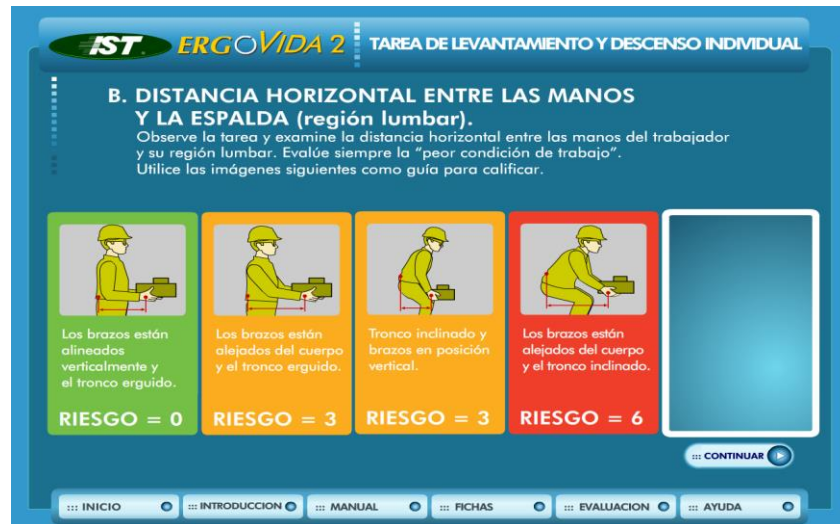 IST. ERGOVIDA 2 TAREA DE LEVANTAMIENTO Y DESCENSO INDIVIDUAL
B. DISTANCIA HORIZONTAL ENTRE LAS MANOS
Y LA ESPALDA (región lumbar).
Observe la tarea y examine la distancia horizontal entre las manos del trabajador
y su región lumbar. Evalúe siempre la “peor condición de trabajo”.
Utilice las imágenes siguientes como guía para calificar.
Los brazos están
alineados
verticalmente y
el tronco erguido.
RIESGO = 0
Los brazos están
alejados del cuerpo
y el tronco erguido.
RIESGO = 3
Tronco inclinado y
brazos en posición
vertical.
RIESGO = 3
Los brazos están
alejados del cuerpo
y el tronco inclinado.
RIESGO = 6
::: CONTINUAR
::: INICIO ::: INTRODUCCION ::: MANUAL ::: FICHAS ::: EVALUACION ::: AYUDA